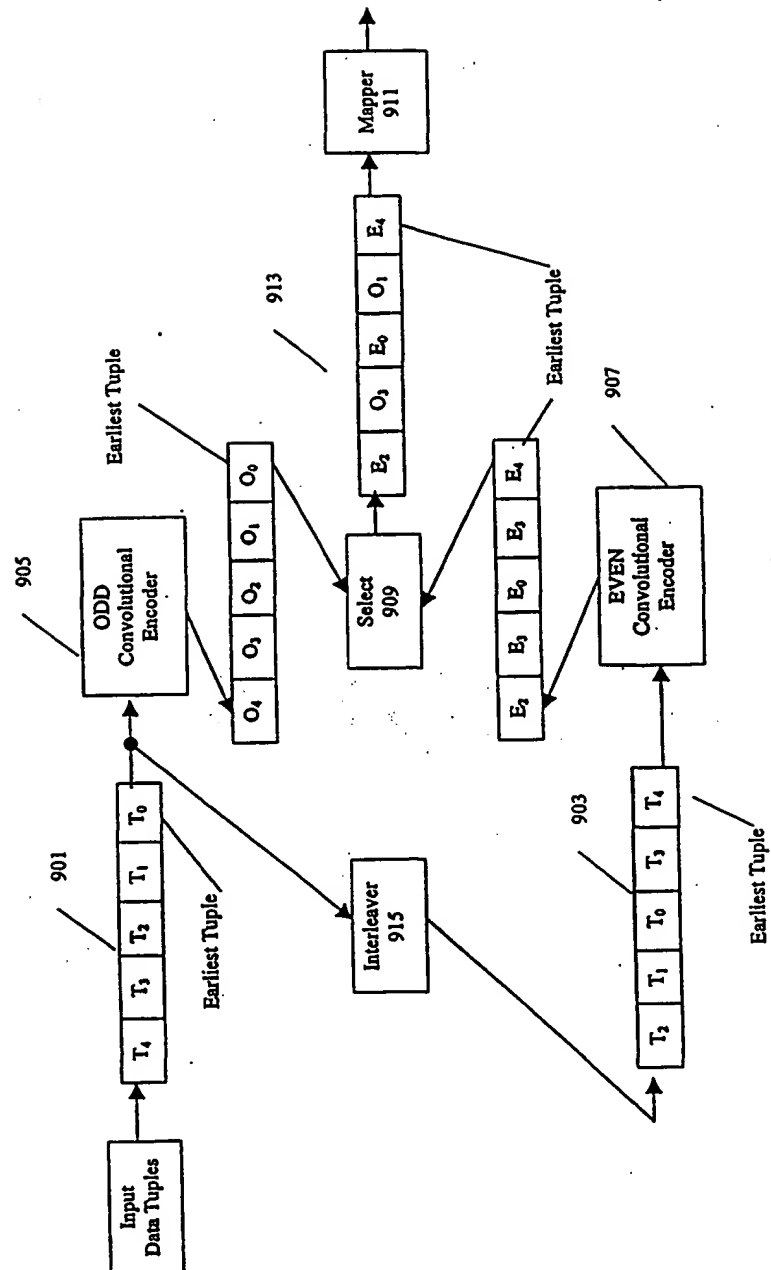 Input
Data Tuples
T4 T3 T2 T1 T0
901
Earliest Tuple
905
ODD
Convolutional
Encoder
O4 O3 O2 O1 O0
Earliest Tuple
Interleaver
915
Select
909
913
E2 O3 E0 O1 E4
Earliest Tuple
Mapper
911
T2 T1 T0 T3 T4
903
Earliest Tuple
EVEN
Convolutional
Encoder
907
E2 E3 E0 E3 E4